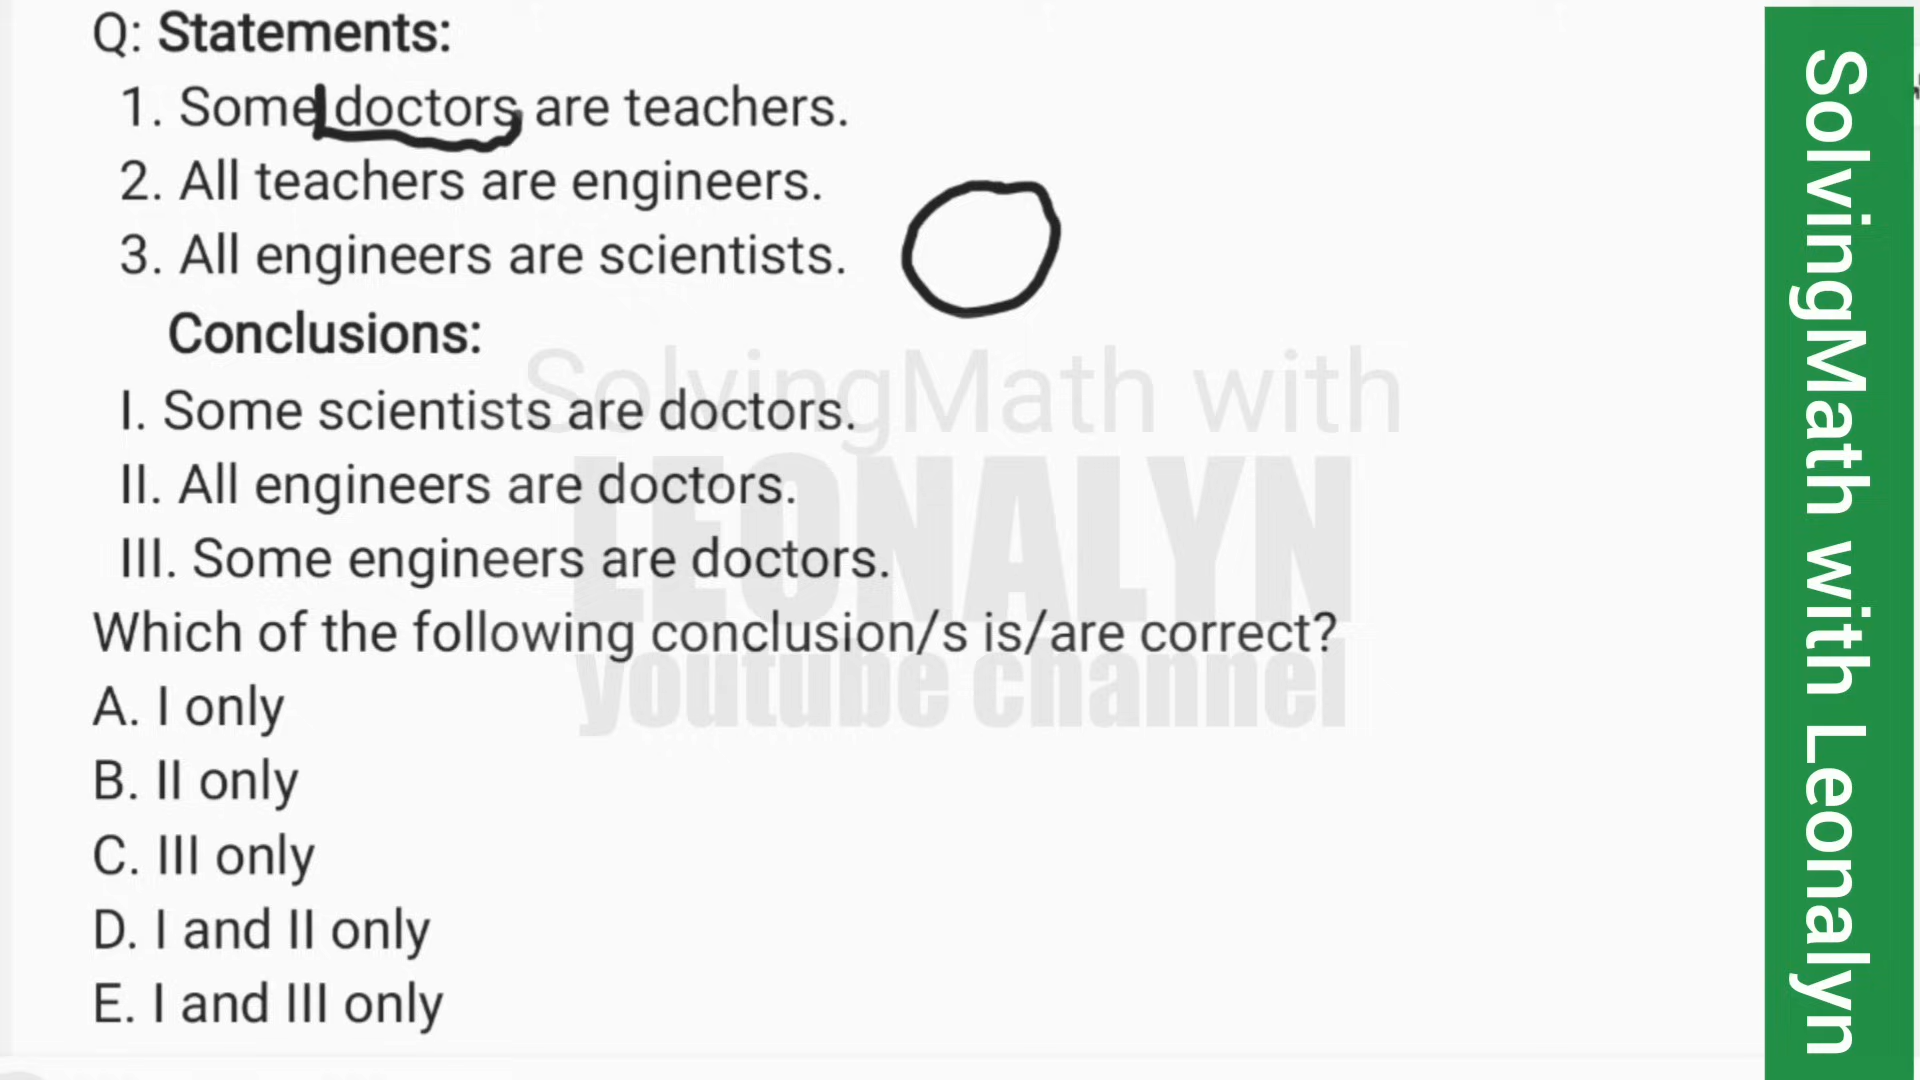 Q: Statements:
1. Some doctors are teachers.
2. All teachers are engineers.
3. All engineers are scientists.
Conclusions:
I. Some scientists are doctors.
II. All engineers are doctors.
III. Some engineers are doctors.
Which of the following conclusion/s is/are correct?
A. I only
B. II only
C. III only
D. I and II only
E. I and III only
SolvingMath with
LEONALYN
youtube channel
SolvingMath with Leonalyn